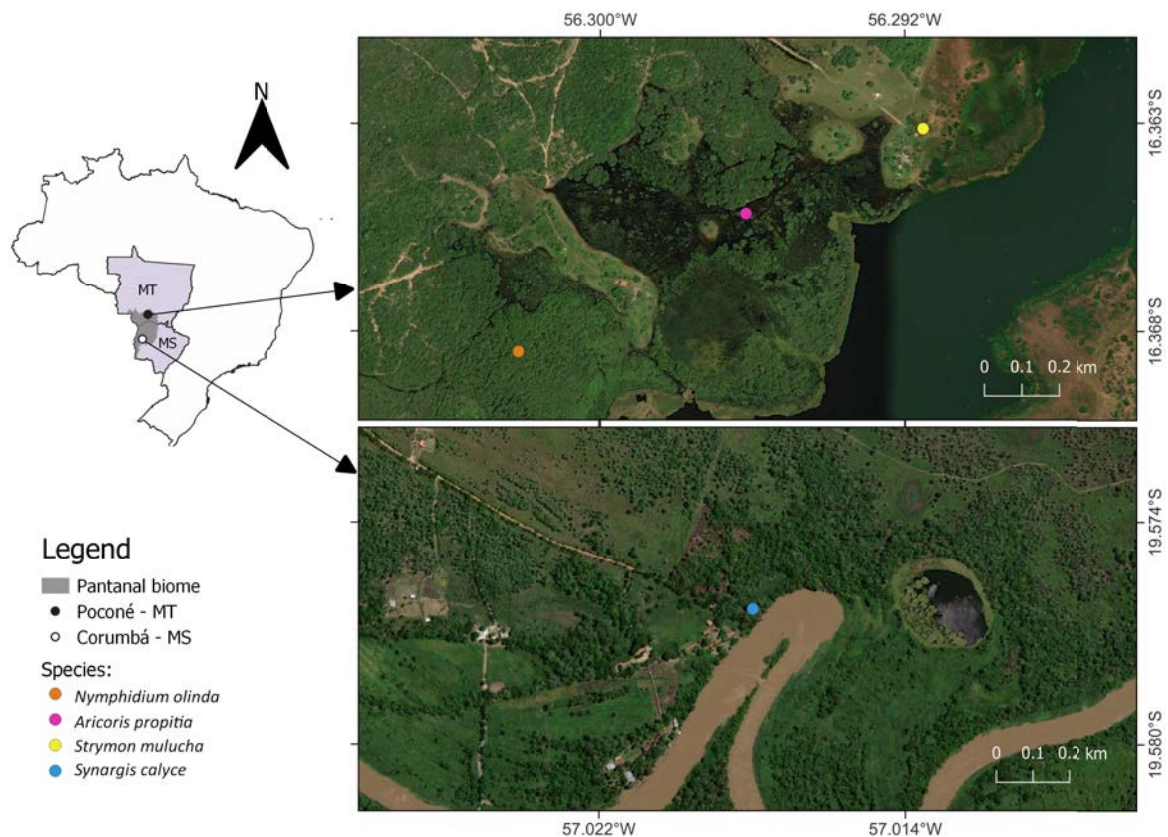 56.300°W
56.292°W
N
MT
MS
16.363°S
16.368°S
0 0.1 0.2 km
19.574°S
19.580°S
0 0.1 0.2 km
57.022°W
57.014°W
Legend
Pantanal biome
Poconé - MT
Corumbá - MS
Species:
Nymphidium olinda
Aricoris propitia
Strymon mulucha
Synargis calyce